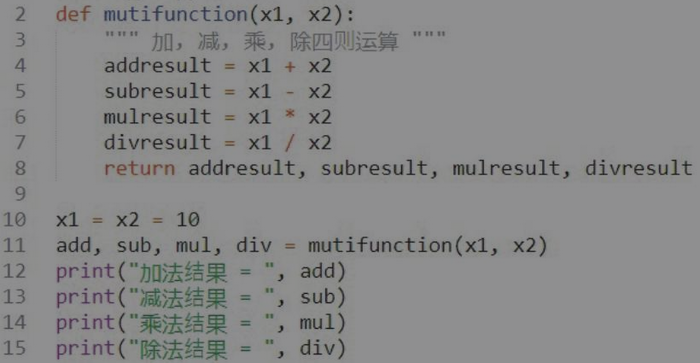 2 def mutifunction(x1, x2):
3     """ 加, 减, 乘, 除四则运算 """
4     addresult = x1 + x2
5     subresult = x1 - x2
6     mulresult = x1 * x2
7     divresult = x1 / x2
8     return addresult, subresult, mulresult, divresult
9
10 x1 = x2 = 10
11 add, sub, mul, div = mutifunction(x1, x2)
12 print("加法结果 = ", add)
13 print("减法结果 = ", sub)
14 print("乘法结果 = ", mul)
15 print("除法结果 = ", div)